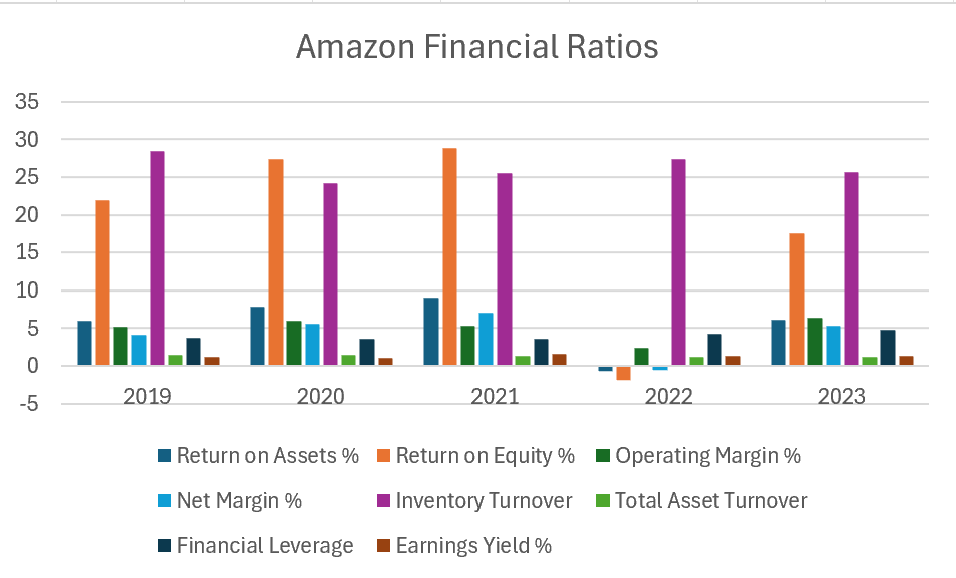 Amazon Financial Ratios
35
30
25
20
15
10
5
0
-5
2019 2020 2021 2022 2023
Return on Assets % Return on Equity % Operating Margin %
Net Margin % Inventory Turnover Total Asset Turnover
Financial Leverage Earnings Yield %